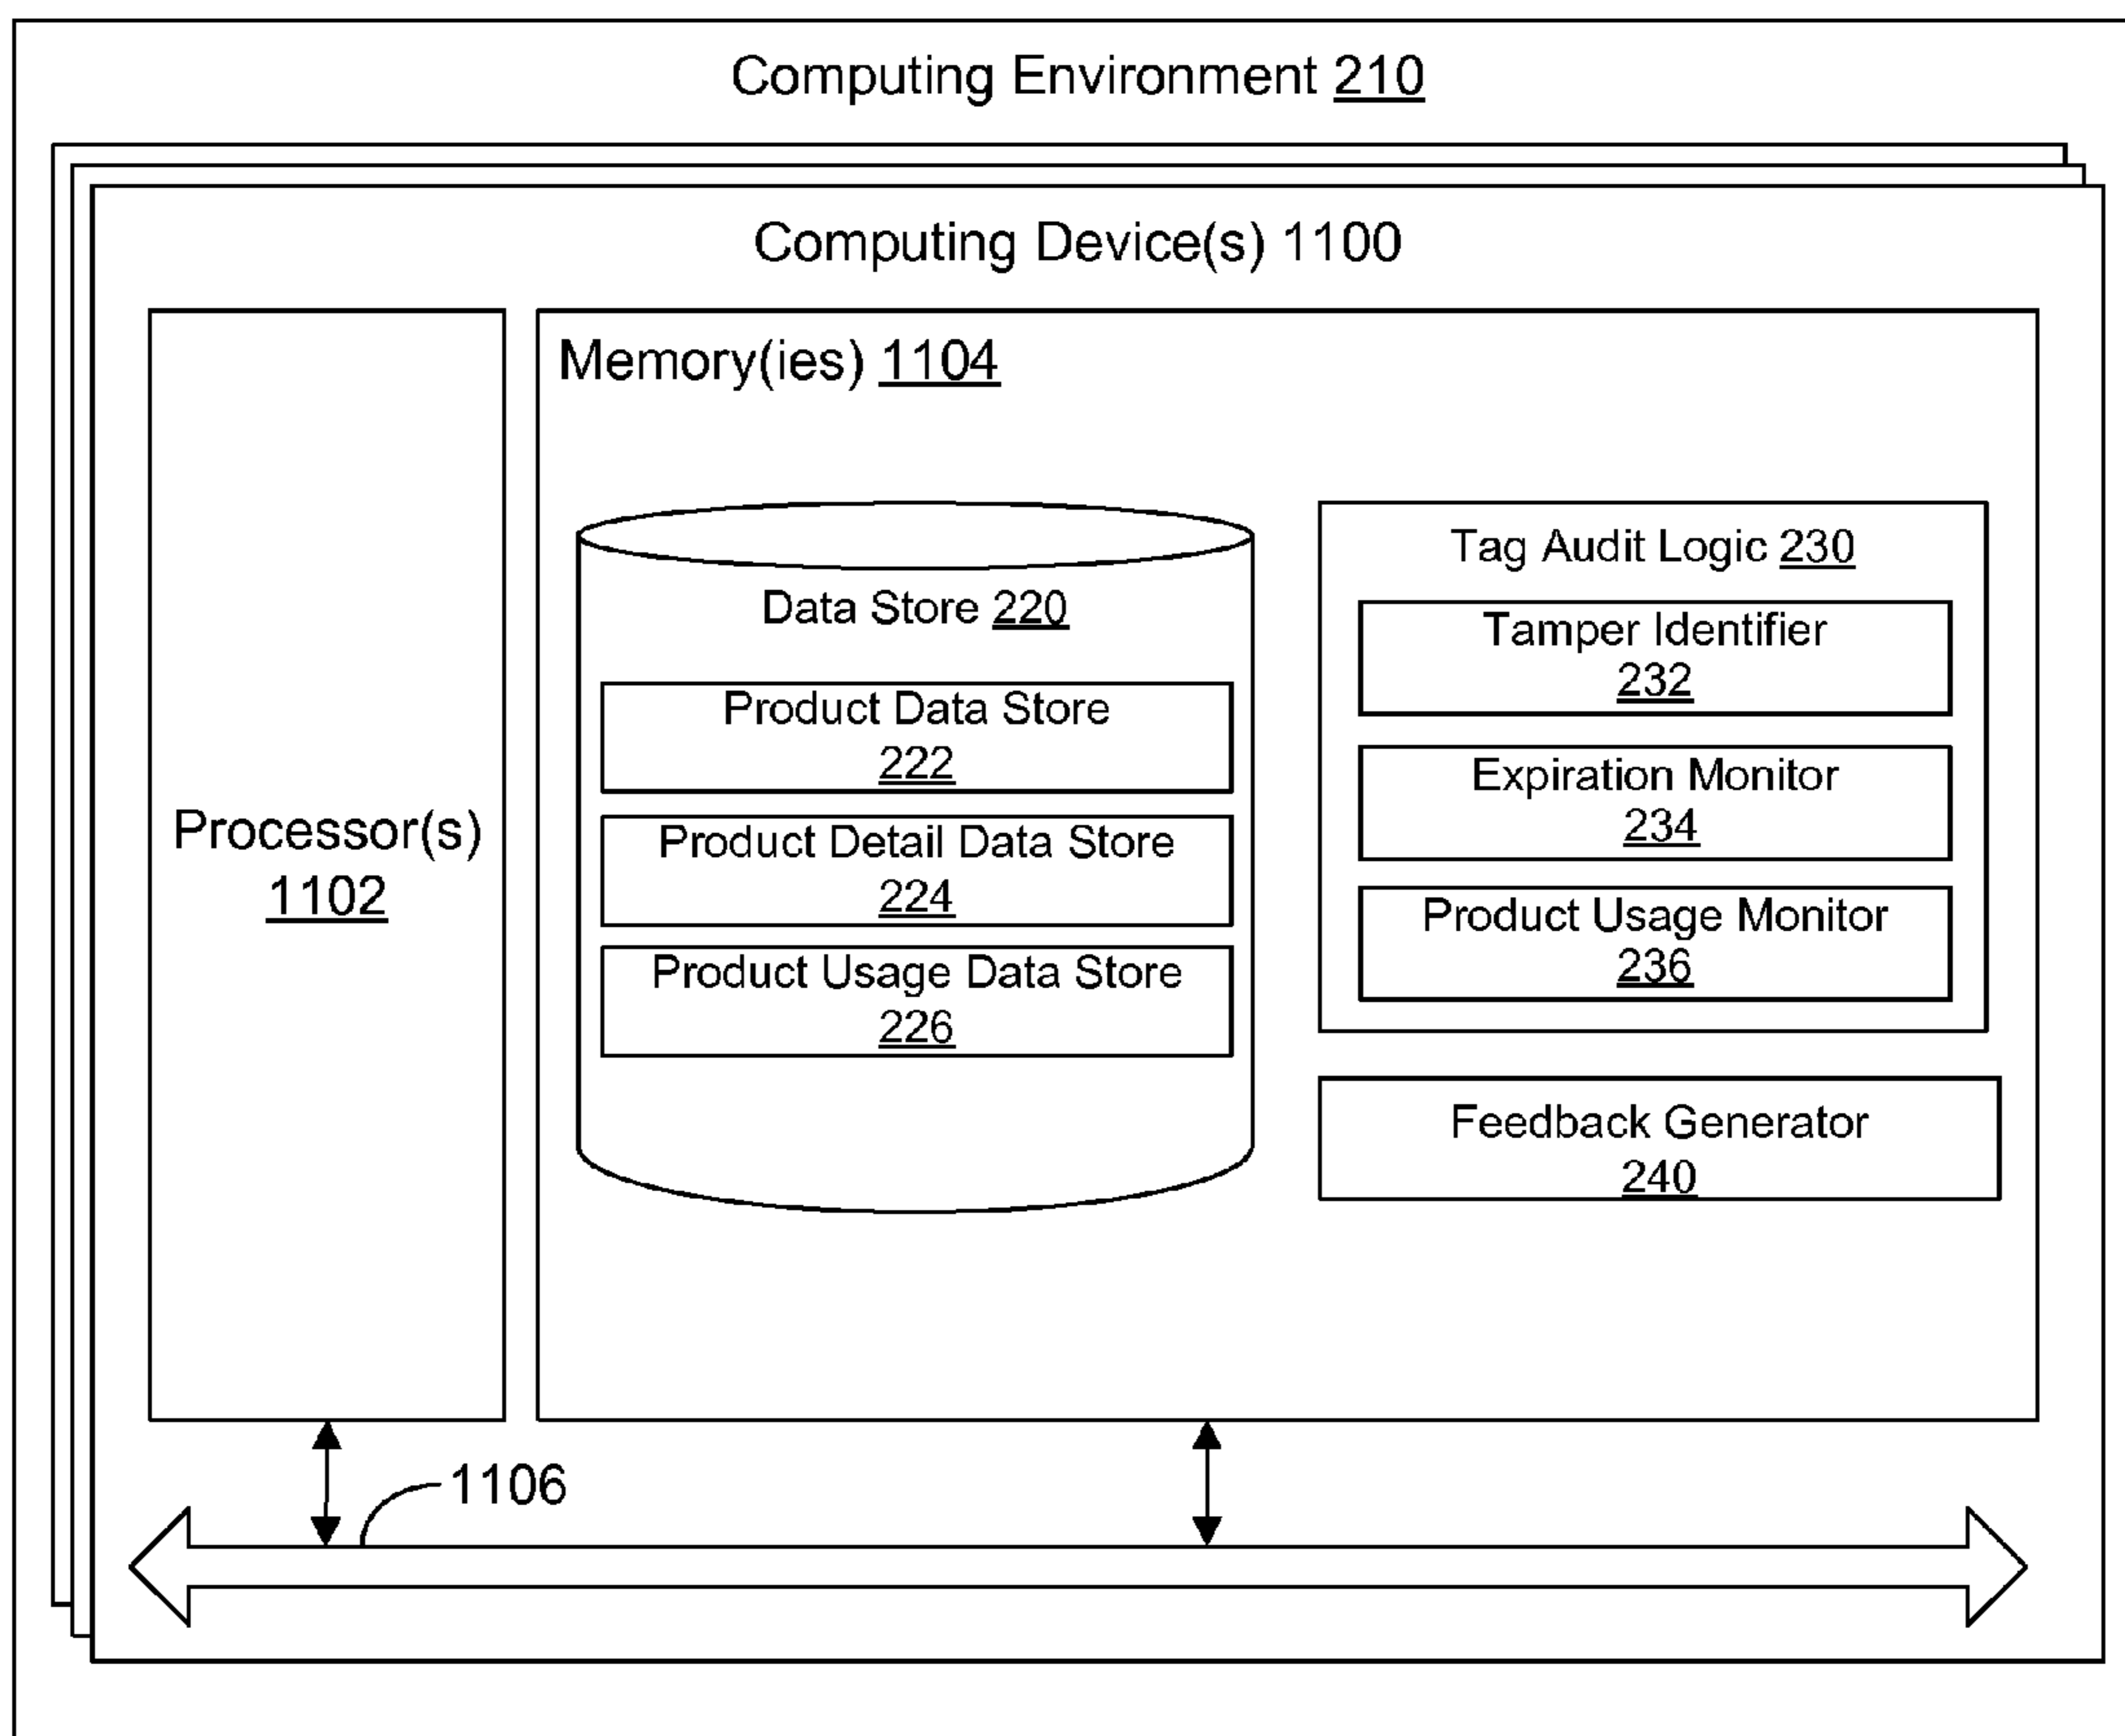 Computing Environment 210
Computing Device(s) 1100
Processor(s)
1102
Memory(ies) 1104
Data Store 220
Product Data Store
222
Product Detail Data Store
224
Product Usage Data Store
226
Tag Audit Logic 230
Tamper Identifier
232
Expiration Monitor
234
Product Usage Monitor
236
Feedback Generator
240
1106